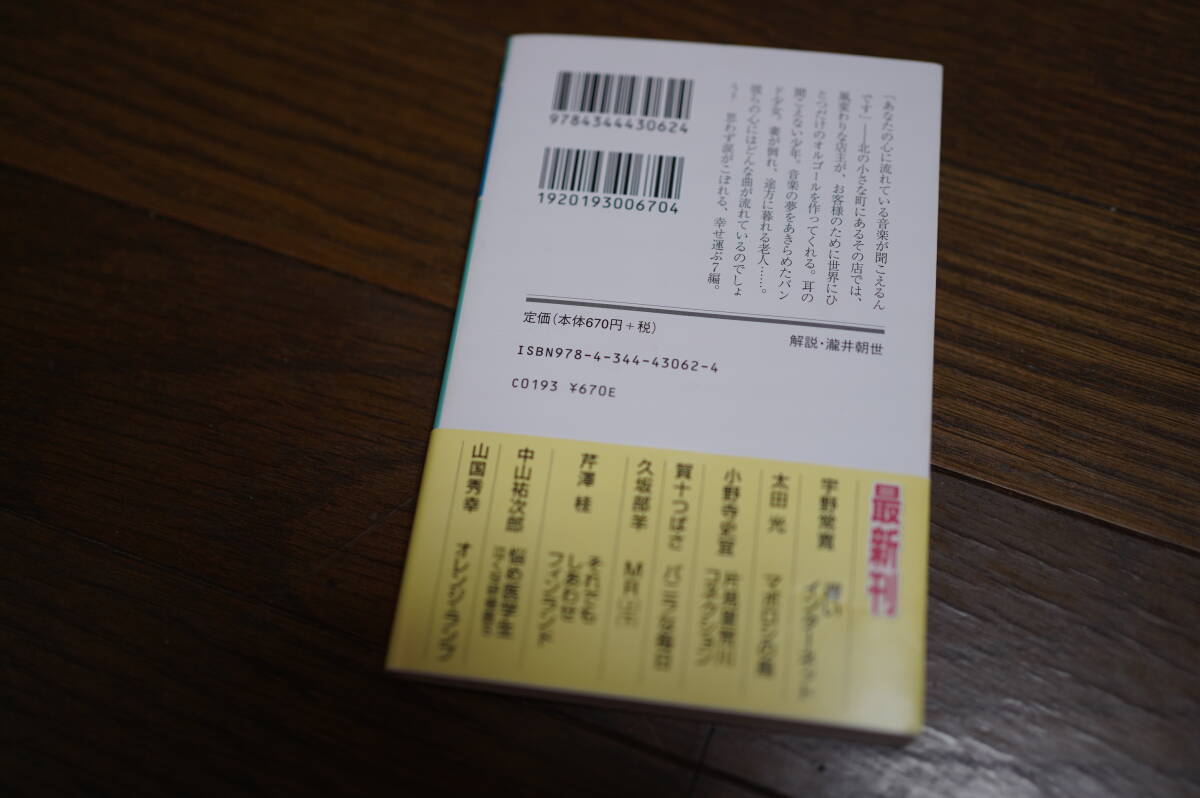 9784344430624
1920193006704
「あなたの心に流れている音楽が聞こえるん
です」――北の小さな町にあるその店では、
風変わりな店主が、お客様のために世界にひ
とつだけのオルゴールを作ってくれる。耳の
聞こえない少年、音楽の夢をあきらめたバン
ド少女、妻が倒れ、途方に暮れる老人……。
彼らの心にはどんな曲が流れているのでしょ
うか　思わず涙がこぼれる、幸せ運ぶ7編。
定価(本体670円+税)
解説・瀧井朝世
ISBN978-4-344-43062-4
C0193 ¥670E
最新刊
宇野常寛 遅い インターネット
太田 光 マボロシの鳥
小野寺史宜 片見里荒川 コネクション
賀十つばさ バニラな毎日
久坂部羊 MR
芹澤 桂 それでも しあわせ フィンランド
中山祐次郎 悩め医学生
山国秀幸 オレンジ・ランプ